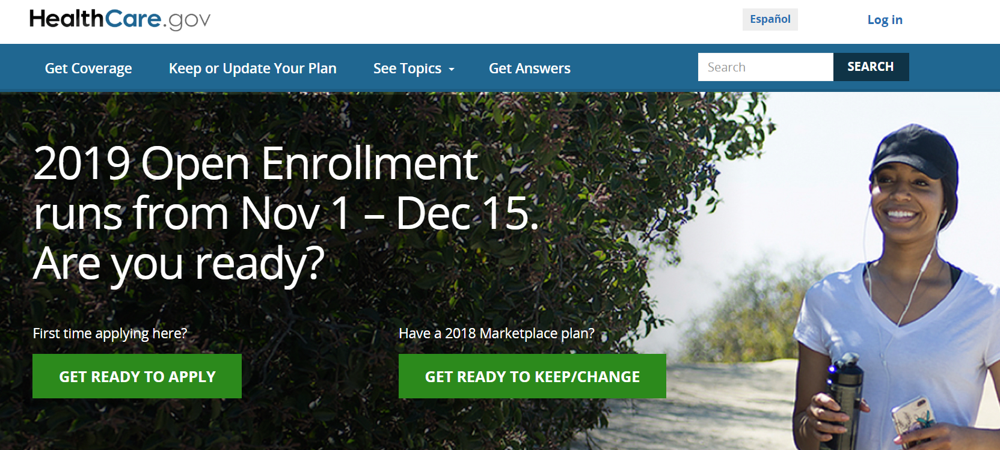 HealthCare.gov
Español
Log in
Get Coverage
Keep or Update Your Plan
See Topics
Get Answers
Search
SEARCH
2019 Open Enrollment
runs from Nov 1 – Dec 15.
Are you ready?
First time applying here?
GET READY TO APPLY
Have a 2018 Marketplace plan?
GET READY TO KEEP/CHANGE